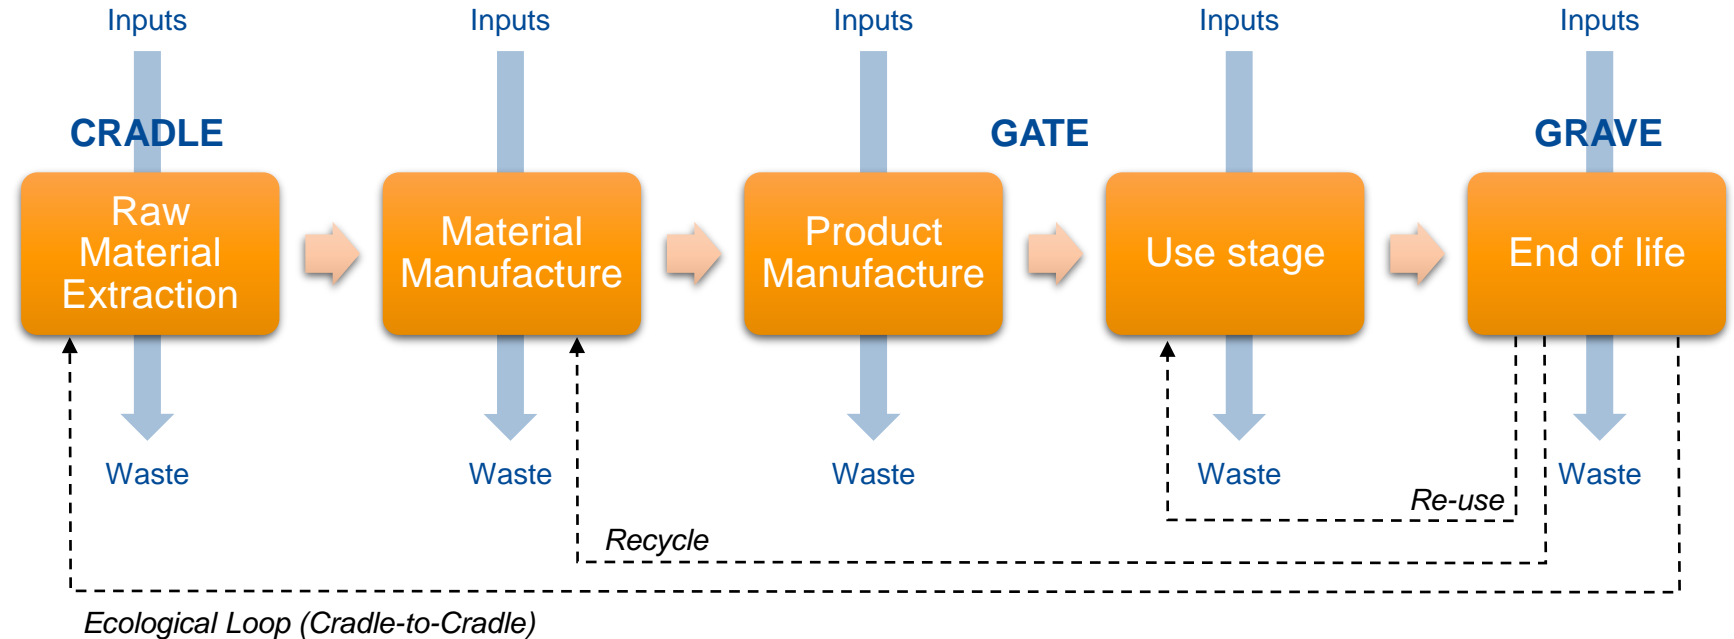 Inputs
Inputs
Inputs
Inputs
Inputs
CRADLE
GATE
GRAVE
Raw
Material
Extraction
Material
Manufacture
Product
Manufacture
Use stage
End of life
Waste
Waste
Waste
Waste
Waste
Re-use
Recycle
Ecological Loop (Cradle-to-Cradle)